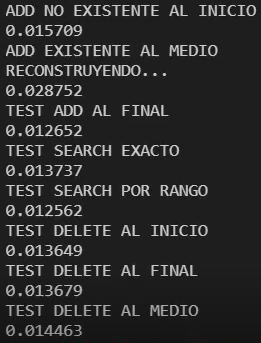 ADD NO EXISTENTE AL INICIO
0.015709
ADD EXISTENTE AL MEDIO
RECONSTRUYENDO...
0.028752
TEST ADD AL FINAL
0.012652
TEST SEARCH EXACTO
0.013737
TEST SEARCH POR RANGO
0.012562
TEST DELETE AL INICIO
0.013649
TEST DELETE AL FINAL
0.013679
TEST DELETE AL MEDIO
0.014463